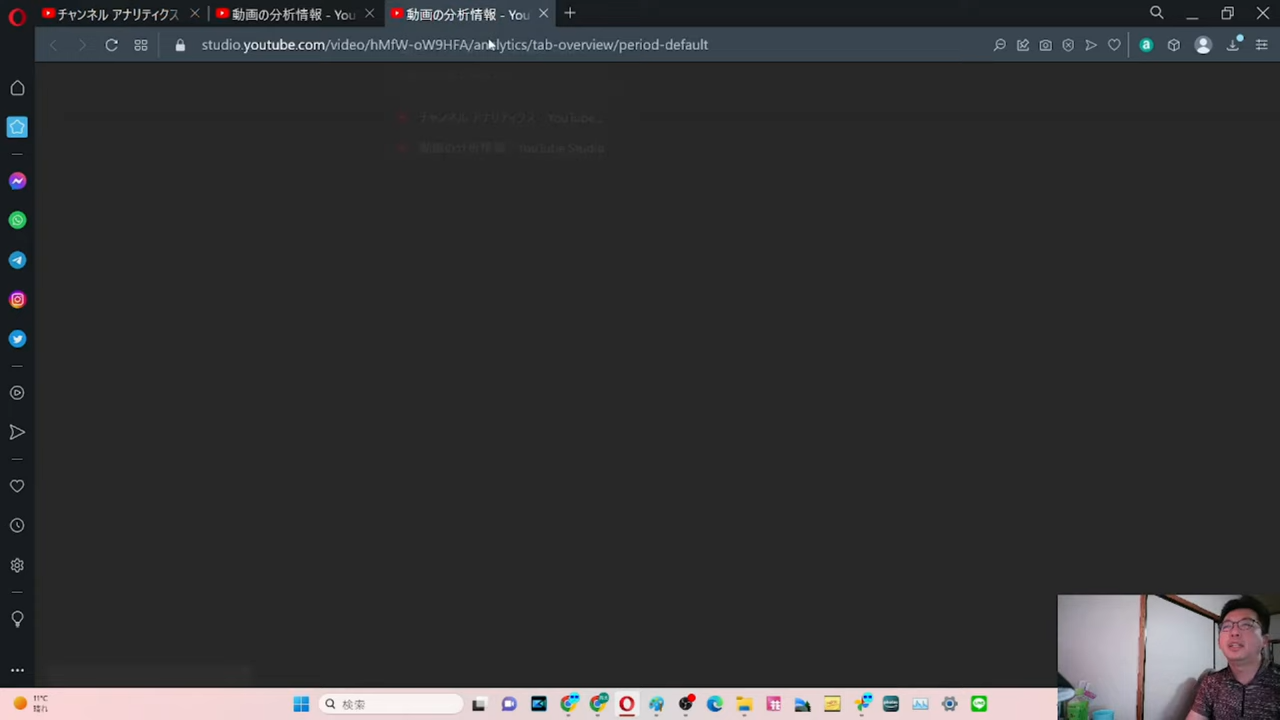 チャンネル アナリティクス
動画の分析情報 - You
動画の分析情報 - You
studio.youtube.com/video/hMfW-oW9HFA/analytics/tab-overview/period-default
チャンネル アナリティクス - YouTube...
動画の分析情報 - YouTube Studio
11°C
晴れ
検索